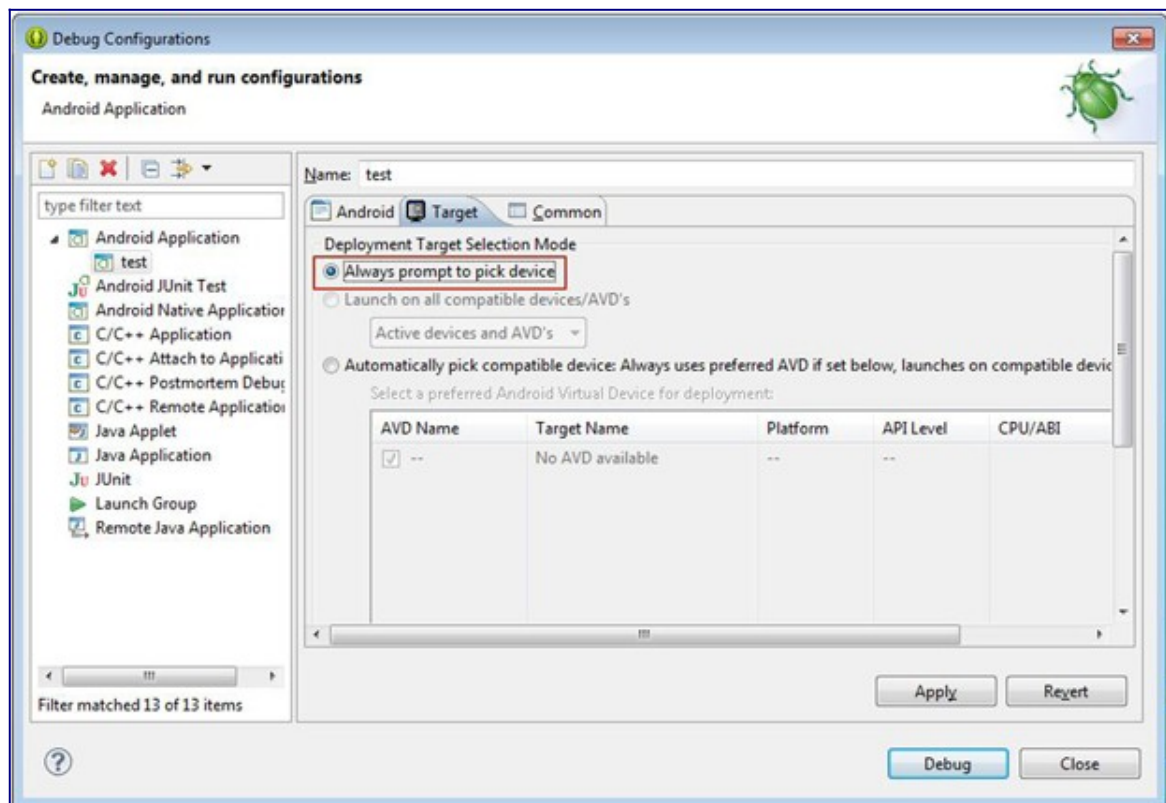 Debug Configurations
Create, manage, and run configurations
Android Application
type filter text
Android Application
test
Android JUnit Test
Android Native Application
C/C++ Application
C/C++ Attach to Applicati
C/C++ Postmortem Debug
C/C++ Remote Application
Java Applet
Java Application
Ju JUnit
Launch Group
Remote Java Application
Filter matched 13 of 13 items
Name: test
Android Target Common
Deployment Target Selection Mode
Always prompt to pick device
Launch on all compatible devices/AVD's
Active devices and AVD's
Automatically pick compatible device: Always uses preferred AVD if set below, launches on compatible devic
Select a preferred Android Virtual Device for deployment:
AVD Name Target Name Platform API Level CPU/ABI
-- No AVD available -- --
Apply Revert
? Debug Close